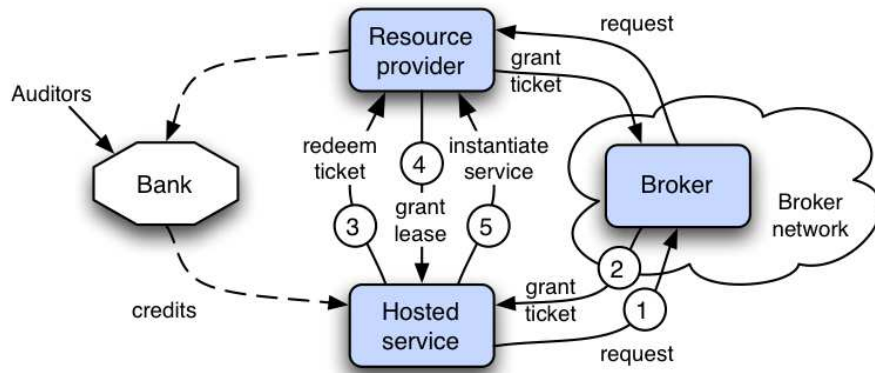 request
Resource
provider
grant
ticket
Auditors
redeem
ticket
4
instantiate
service
Bank
Broker
Broker
network
3
grant
lease
5
2
grant
ticket
1
credits
Hosted
service
request